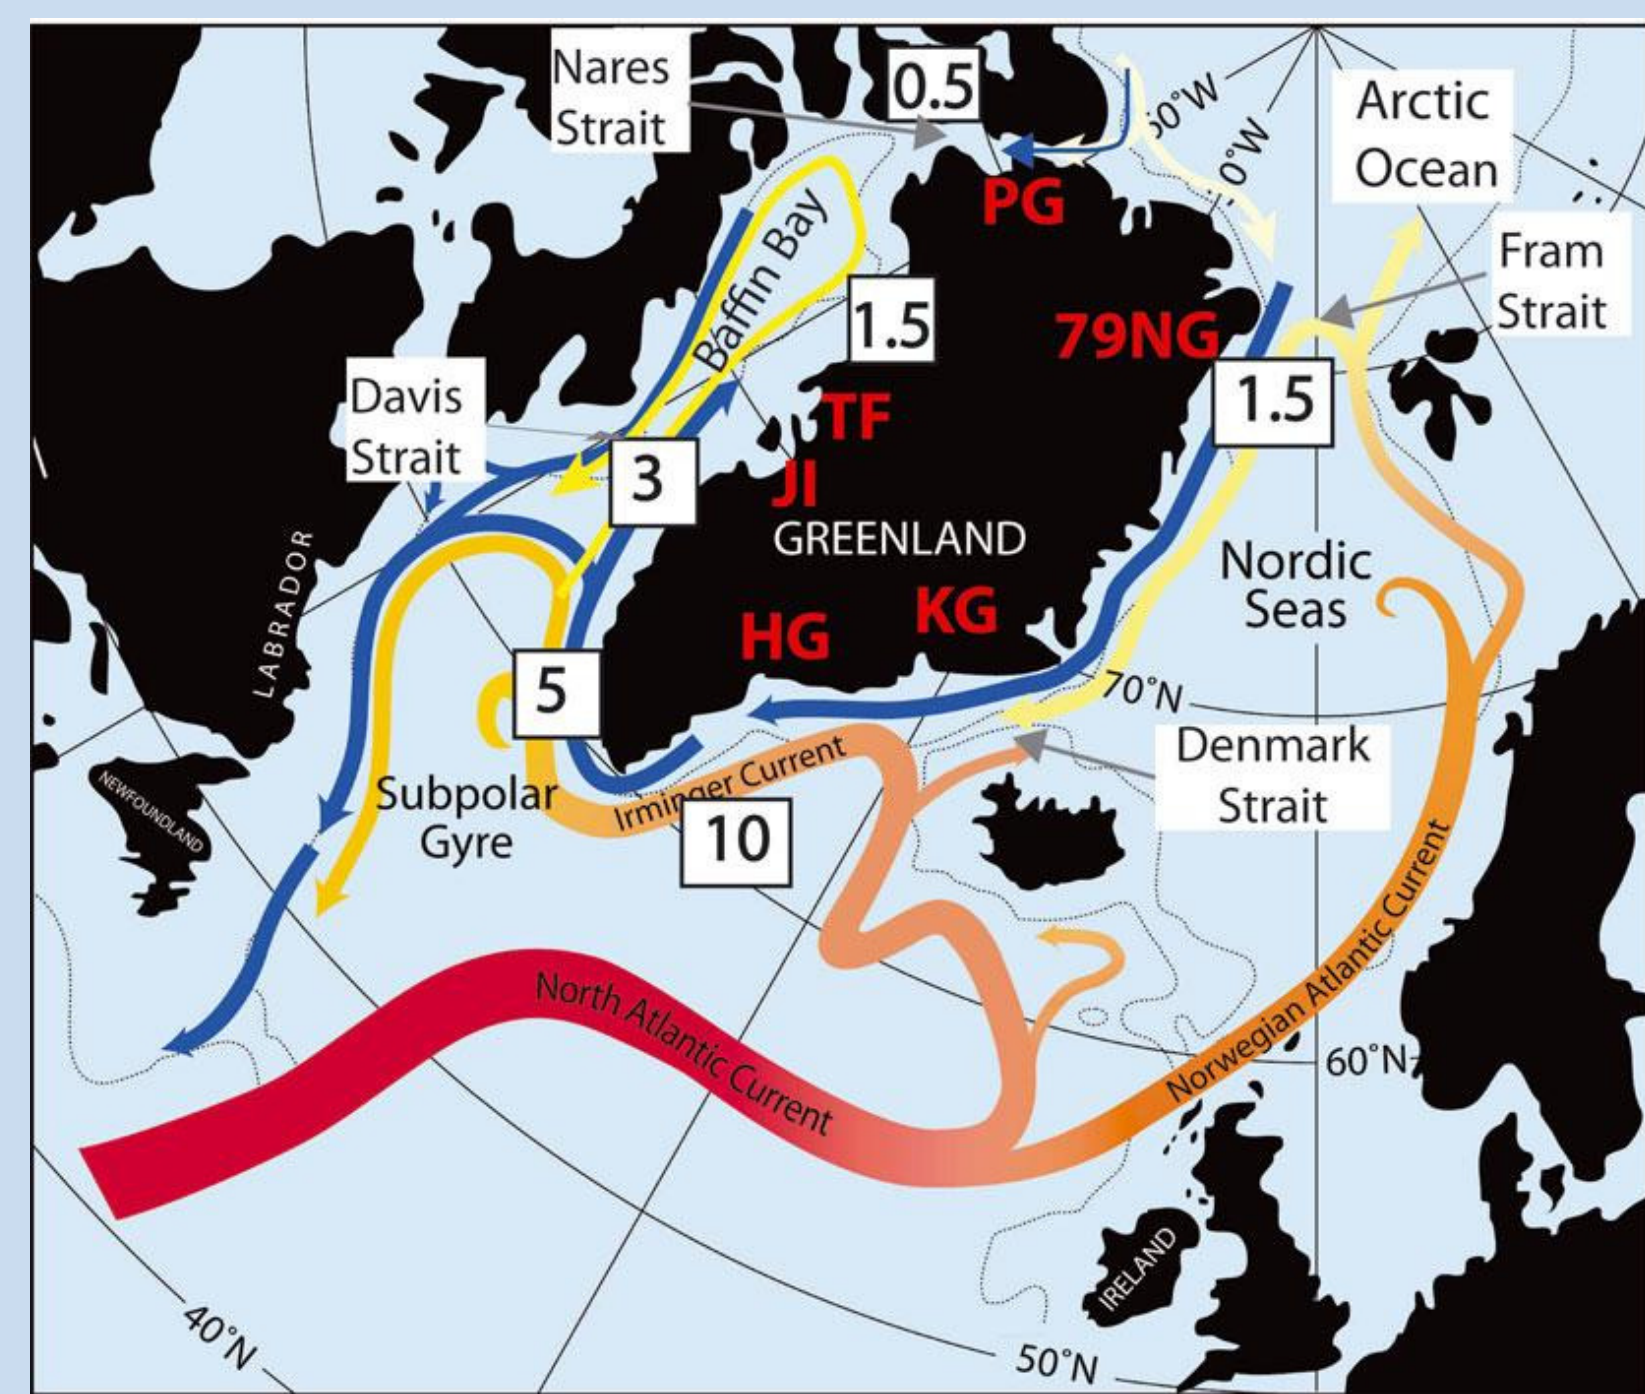 Nares
Strait
0.5
60°W
0°W
Arctic
Ocean
PG
Baffin Bay
Fram
Strait
1.5
79NG
Davis
Strait
TF
1.5
3
JI
GREENLAND
Nordic
Seas
LABRADOR
HG
KG
5
70°N
Denmark
Strait
NEWFOUNDLAND
Subpolar
Gyre
Irminger Current
10
North Atlantic Current
Norwegian Atlantic Current
60°N
IRELAND
40°N
50°N